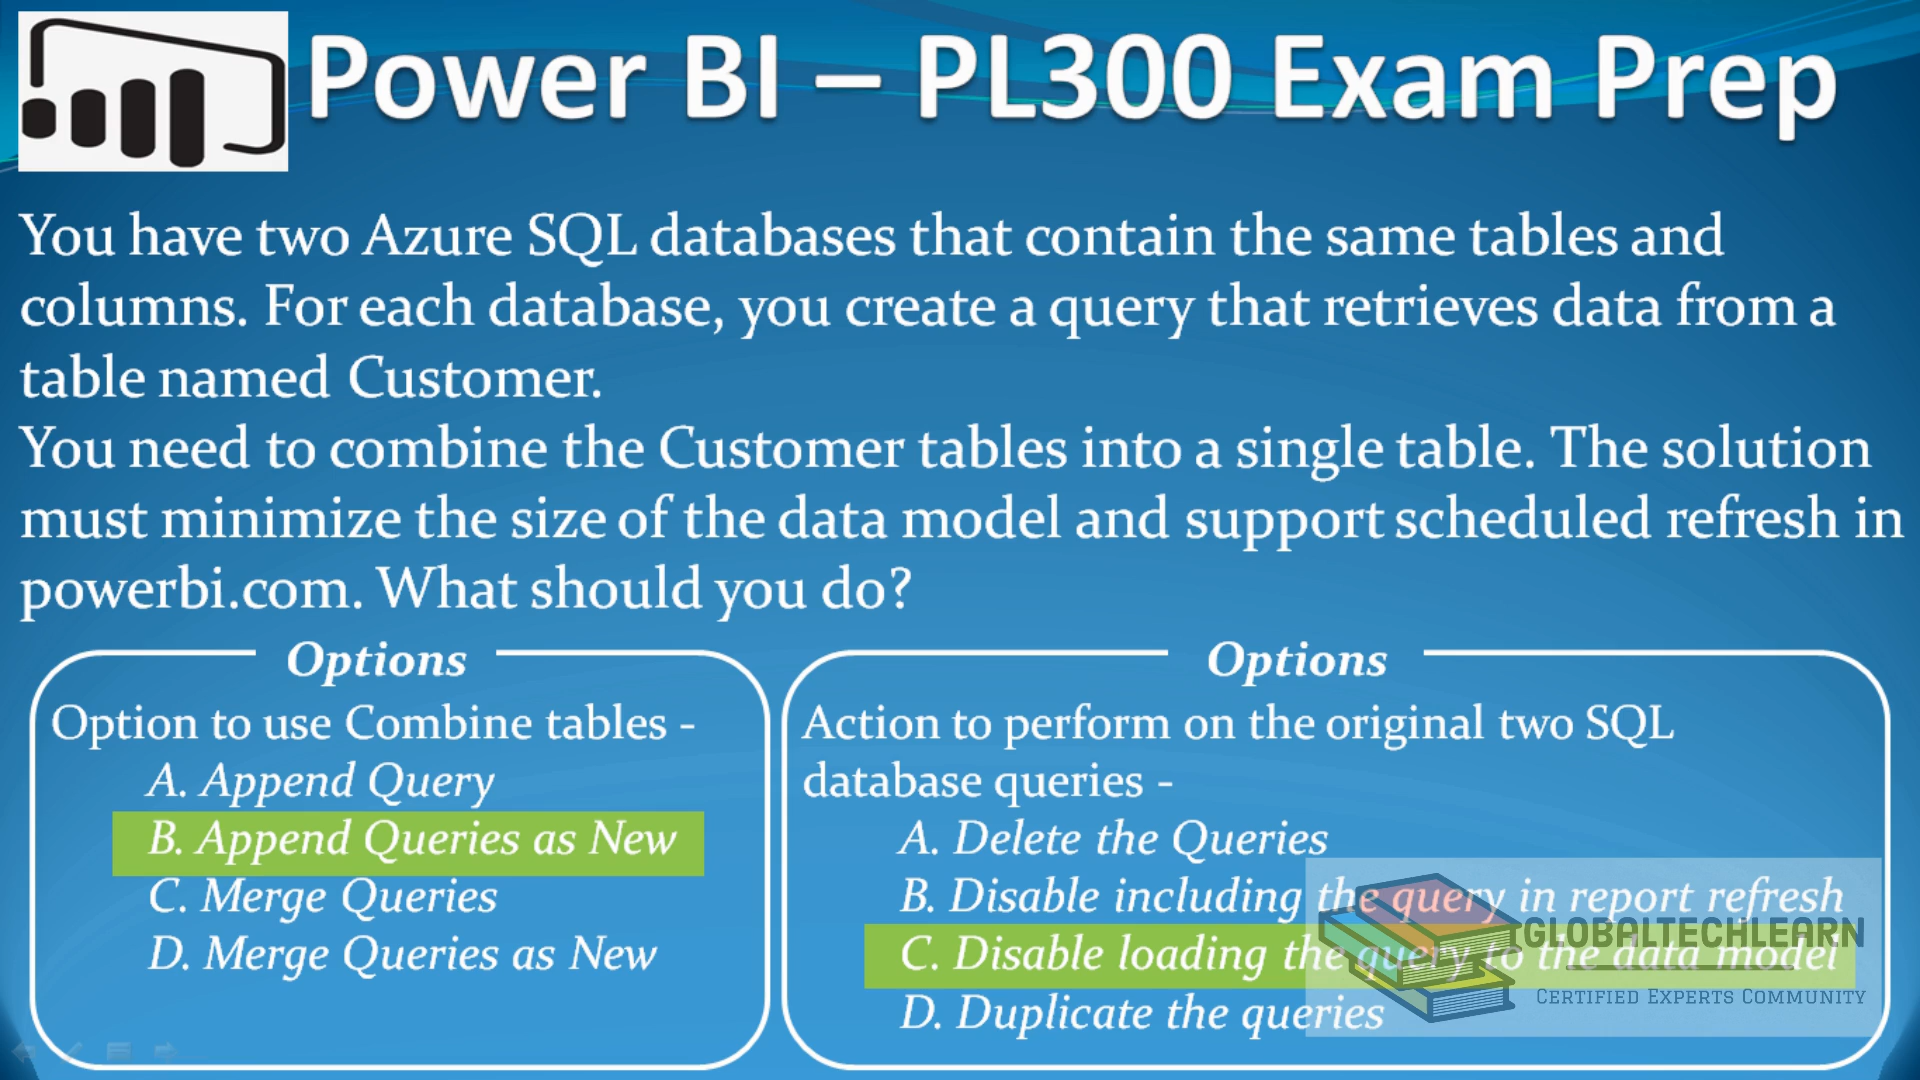 Power BI – PL300 Exam Prep
You have two Azure SQL databases that contain the same tables and
columns. For each database, you create a query that retrieves data from a
table named Customer.
You need to combine the Customer tables into a single table. The solution
must minimize the size of the data model and support scheduled refresh in
powerbi.com. What should you do?
Options
Option to use Combine tables -
A. Append Query
B. Append Queries as New
C. Merge Queries
D. Merge Queries as New
Options
Action to perform on the original two SQL
database queries -
A. Delete the Queries
B. Disable including the query in report refresh
C. Disable loading the query to the data model
D. Duplicate the queries
GLOBALTECHLEARN
CERTIFIED EXPERTS COMMUNITY